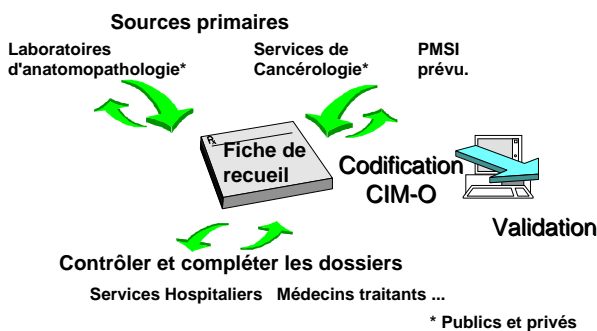 Sources primaires
Laboratoires
d'anatomopathologie*
Services de
Cancérologie*
PMSI
prévu.
Fiche de
recueil
Codification
CIM-O
Validation
Contrôler et compléter les dossiers
Services Hospitaliers Médecins traitants ...
* Publics et privés